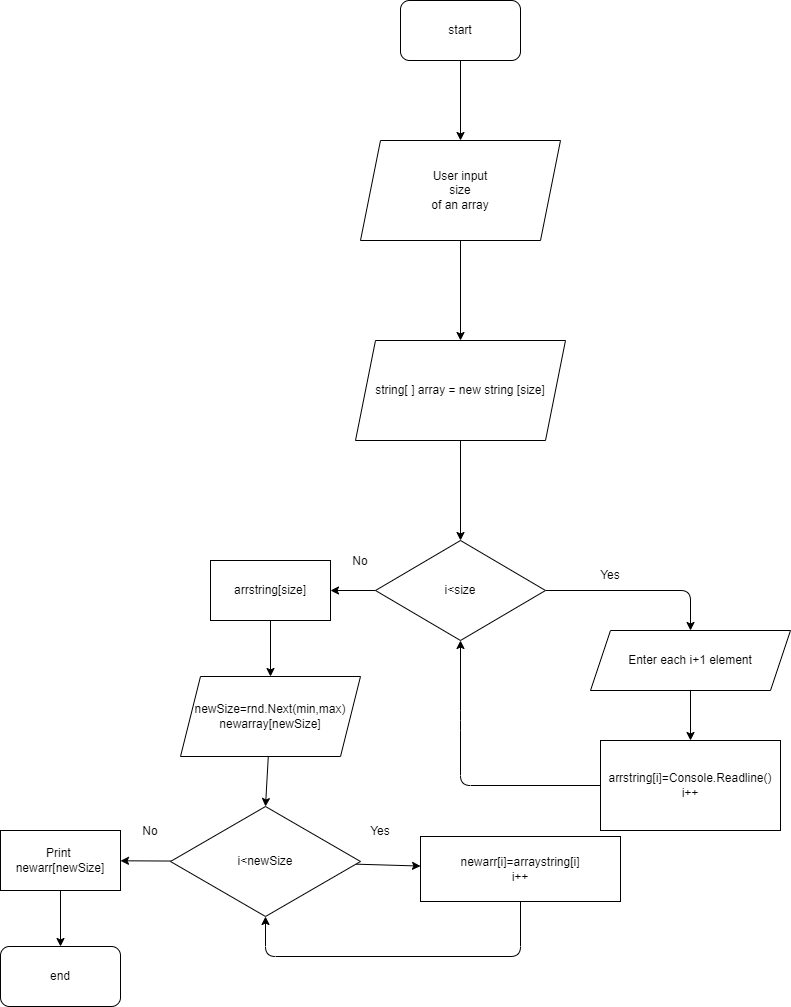 start
User input
size
of an array
string[ ] array = new string [size]
No
Yes
arrstring[size]
i<size
Enter each i+1 element
newSize=rnd.Next(min,max)
newarray[newSize]
arrstring[i]=Console.Readline()
i++
No
Yes
Print
newarr[newSize]
i<newSize
newarr[i]=arraystring[i]
i++
end